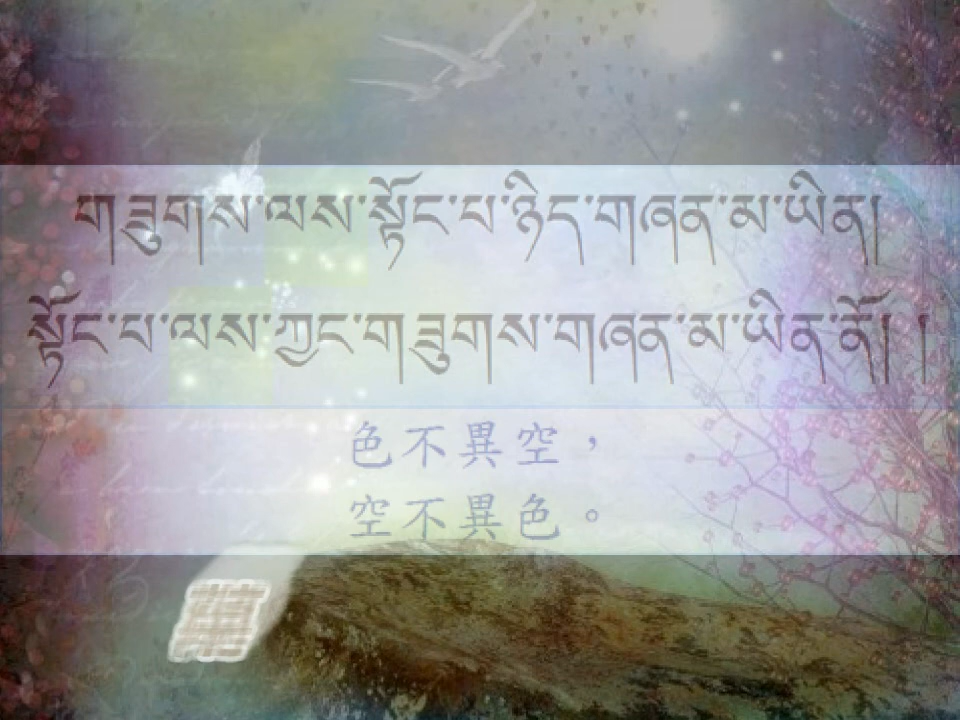 གཟུགས་ལས་སྟོང་པ་ཉིད་གཞན་མ་ཡིན།
སྟོང་པ་ལས་ཀྱང་གཟུགས་གཞན་མ་ཡིན་ནོ། །
色不異空，
空不異色。